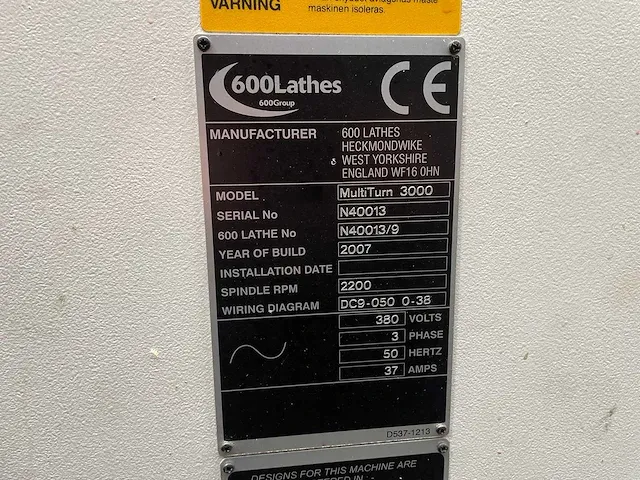 VARNING
maskinen isoleras.
600Lathes
600Group
CE
MANUFACTURER 600 LATHES
HECKMONDWIKE
WEST YORKSHIRE
ENGLAND WF16 0HN
MODEL MultiTurn 3000
SERIAL No N40013
600 LATHE No N40013/9
YEAR OF BUILD 2007
INSTALLATION DATE
SPINDLE RPM 2200
WIRING DIAGRAM DC9-050 0-36
380 VOLTS
3 PHASE
50 HERTZ
37 AMPS
D537-1213
DESIGNS FOR THIS MACHINE ARE